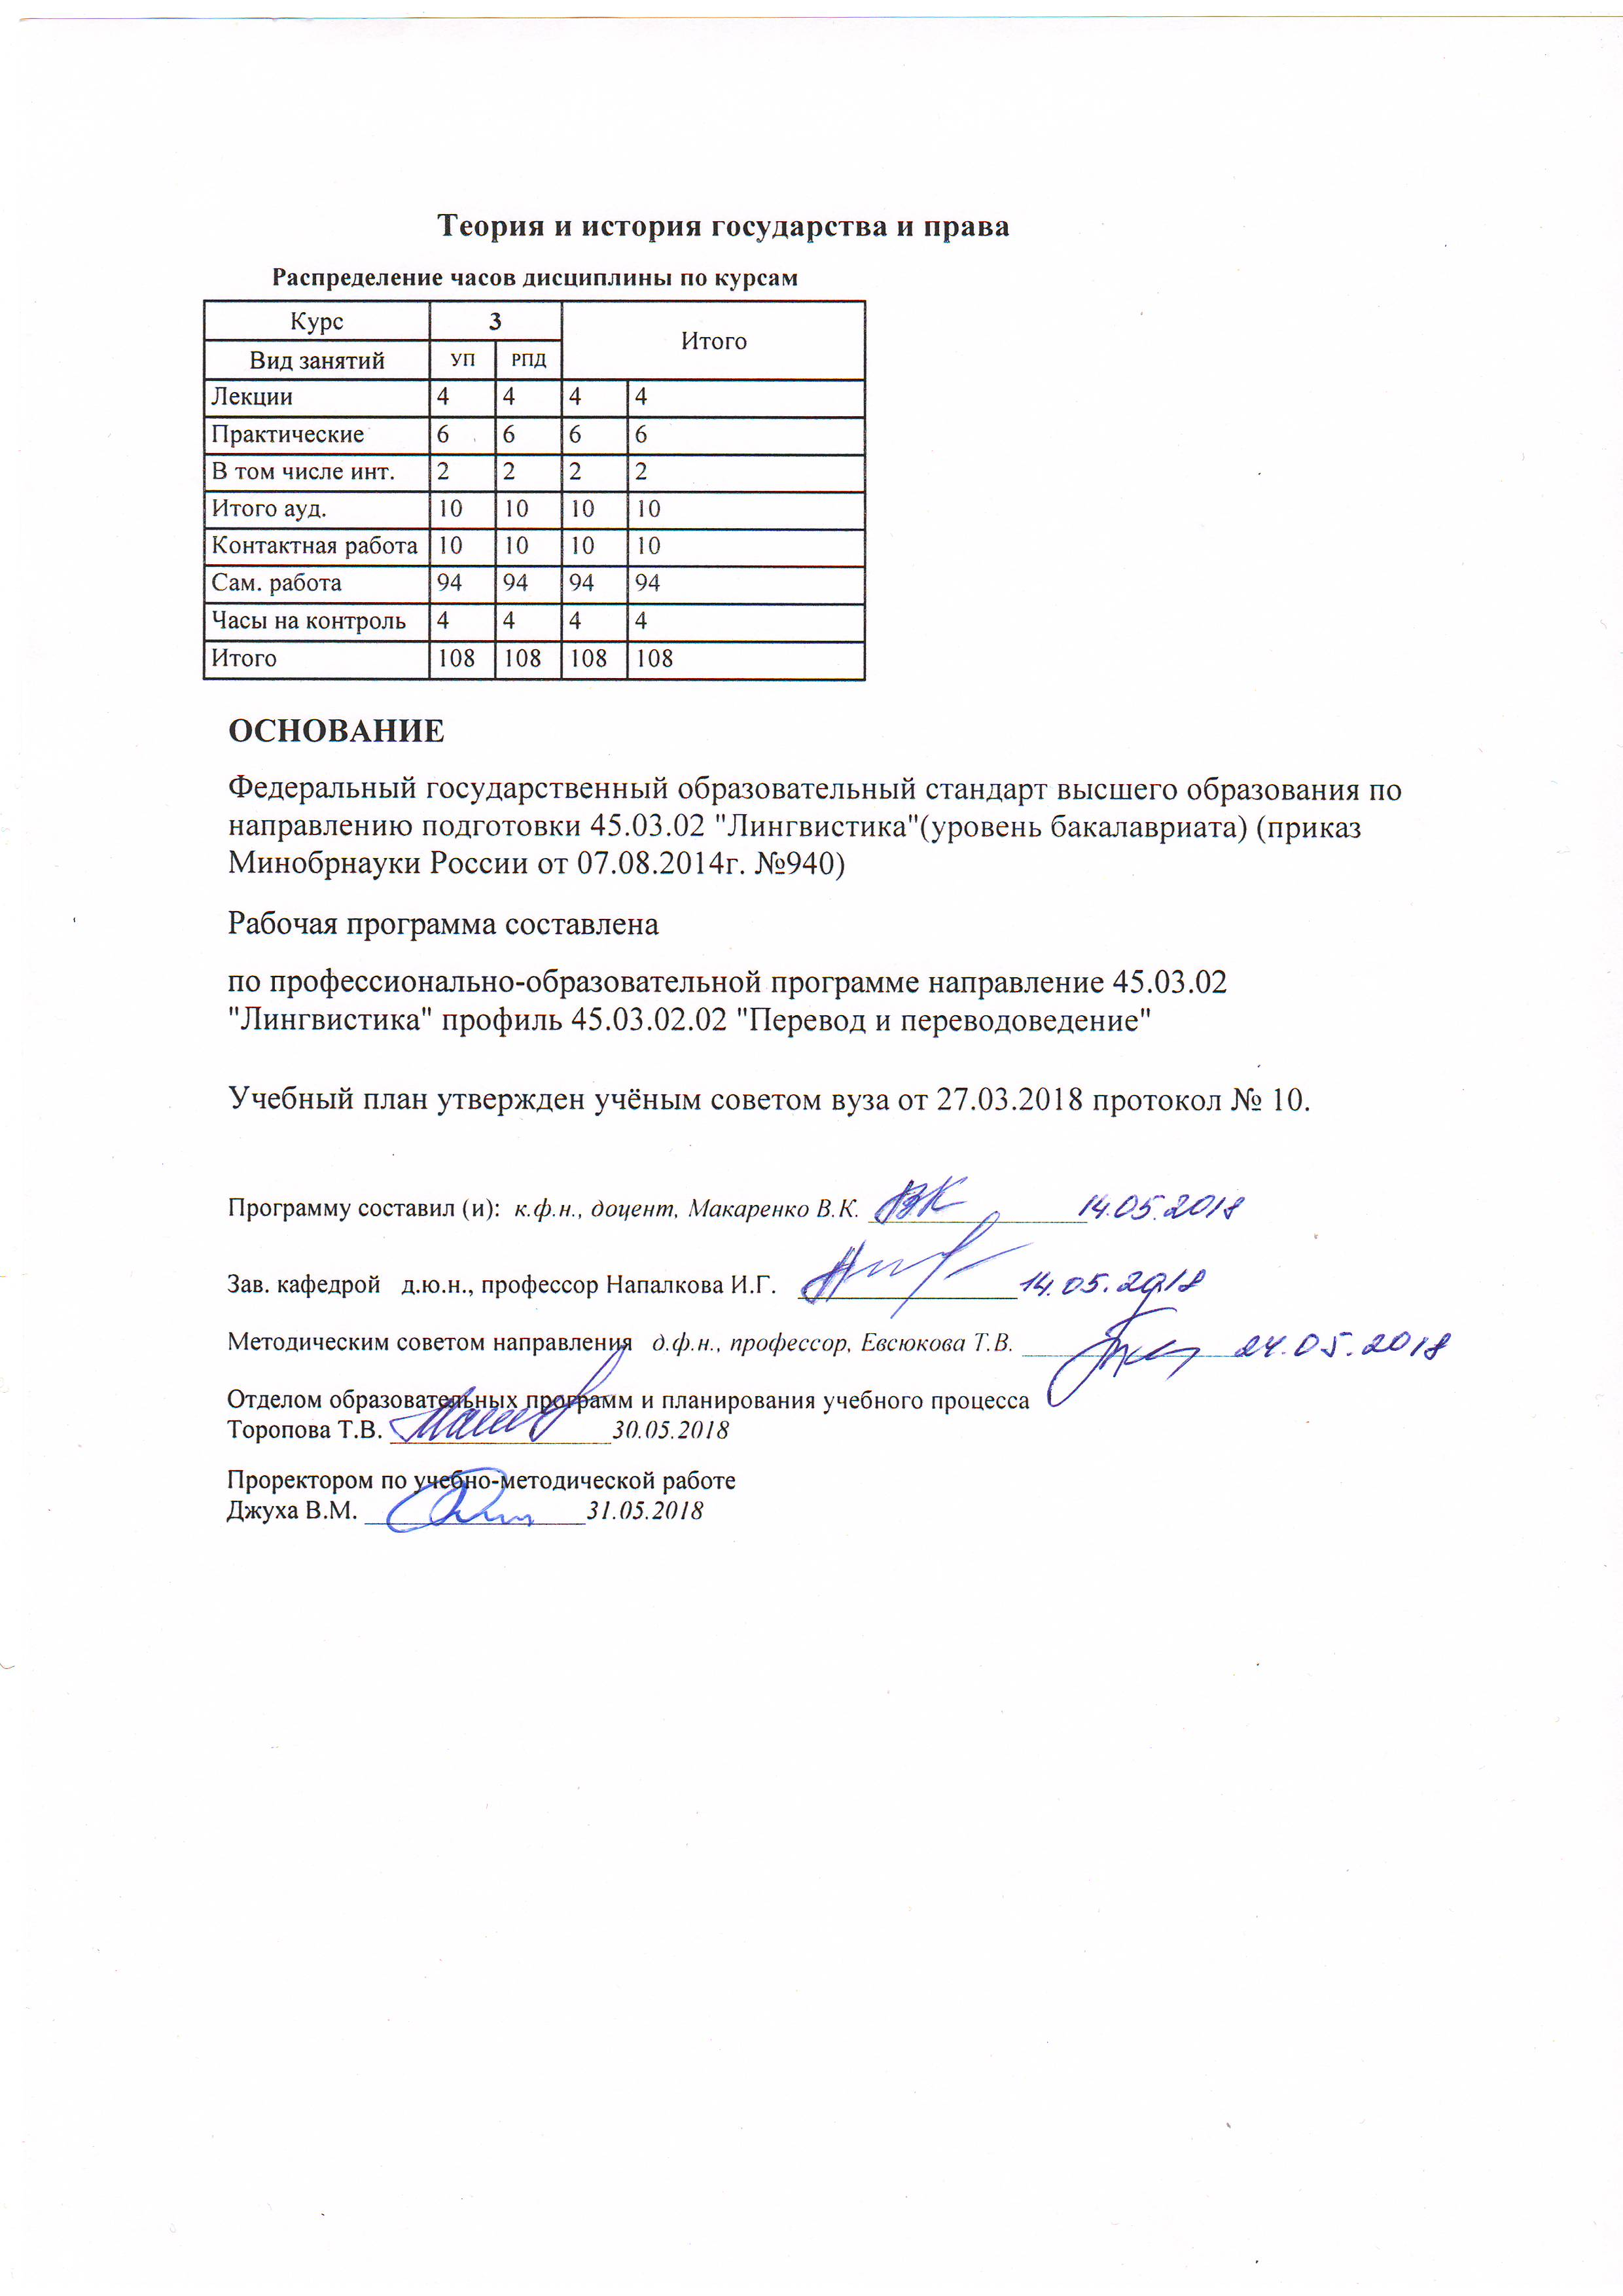 Теория и история государства и права
Распределение часов дисциплины по курсам
Курс 3 Итого
Вид занятий УП РПД
Лекции 4 4 4 4
Практические 6 6 6 6
В том числе инт. 2 2 2 2
Итого ауд. 10 10 10 10
Контактная работа 10 10 10 10
Сам. работа 94 94 94 94
Часы на контроль 4 4 4 4
Итого 108 108 108 108
ОСНОВАНИЕ
Федеральный государственный образовательный стандарт высшего образования по
направлению подготовки 45.03.02 "Лингвистика"(уровень бакалавриата) (приказ
Минобрнауки России от 07.08.2014г. №940)
Рабочая программа составлена
по профессионально-образовательной программе направление 45.03.02
"Лингвистика" профиль 45.03.02.02 "Перевод и переводоведение"
Учебный план утвержден учёным советом вуза от 27.03.2018 протокол № 10.
Программу составил (и): к.ф.н., доцент, Макаренко В.К. 14.05.2018
Зав. кафедрой д.ю.н., профессор Напалкова И.Г. 14.05.2018
Методическим советом направления д.ф.н., профессор, Евсюкова Т.В. 24.05.2018
Отделом образовательных программ и планирования учебного процесса
Торопова Т.В. 30.05.2018
Проректором по учебно-методической работе
Джуха В.М. 31.05.2018